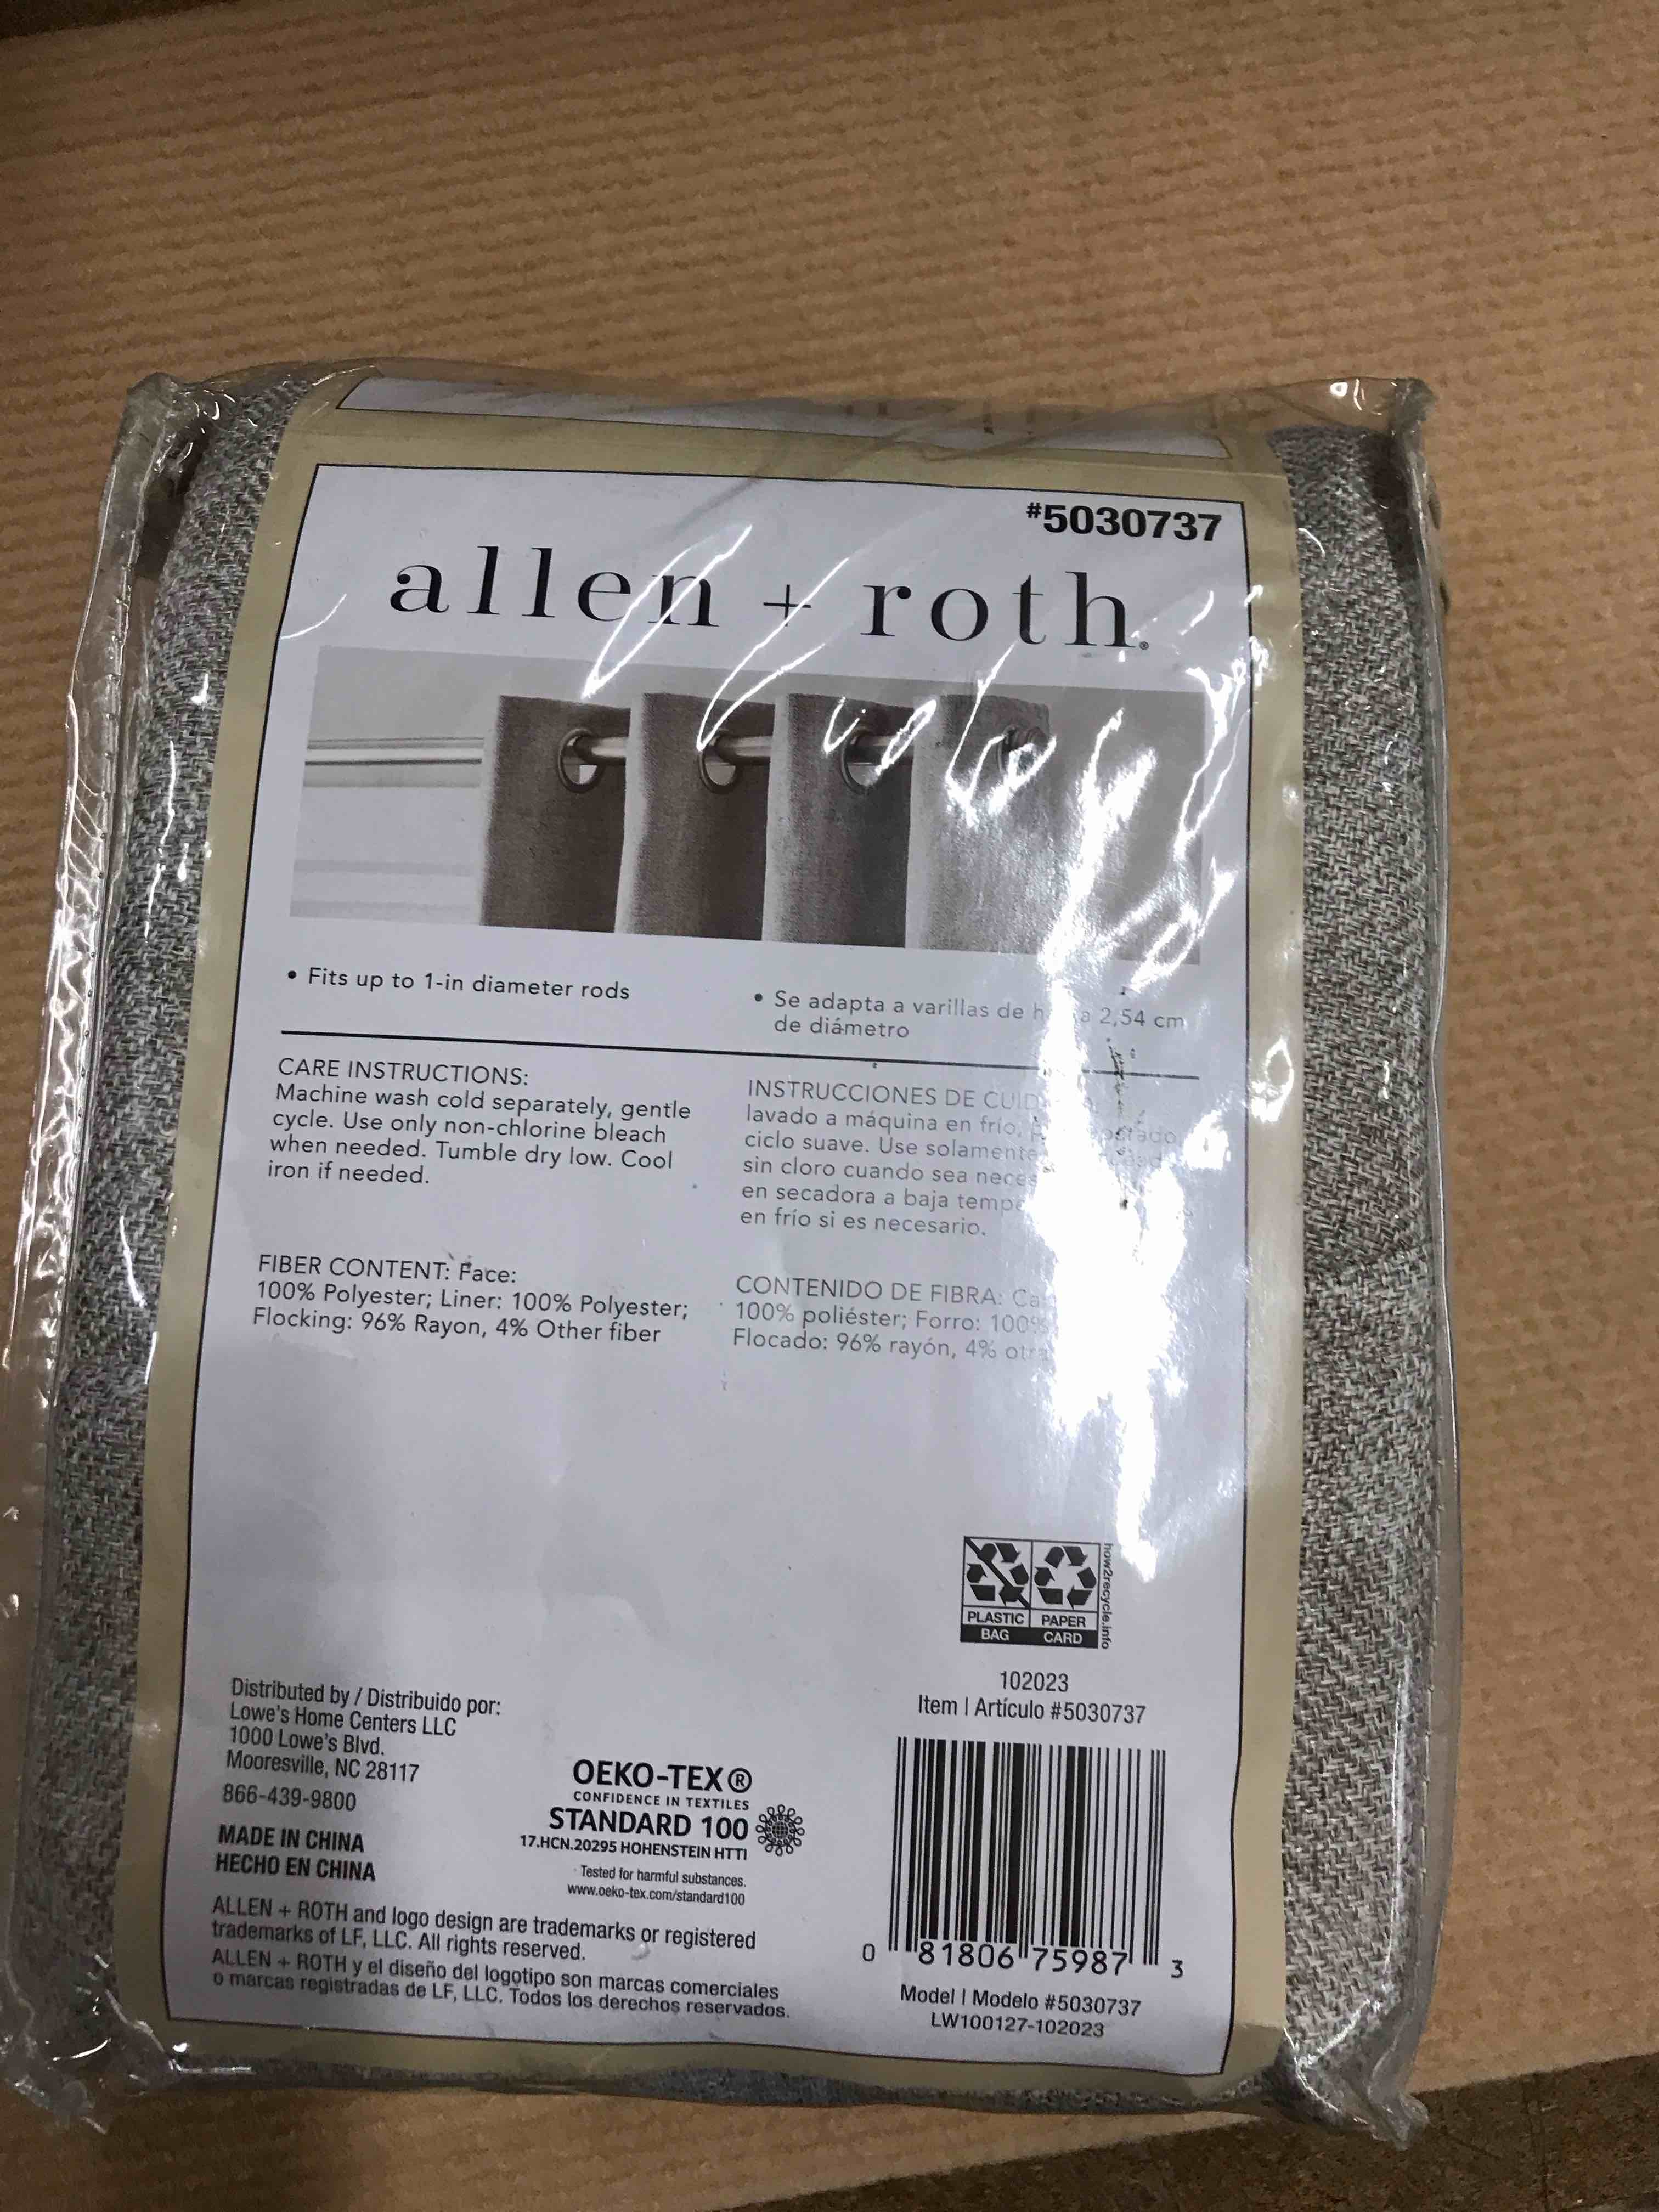 #5030737
allen + roth®
• Fits up to 1-in diameter rods
• Se adapta a varillas de 2,54 cm
de diámetro
CARE INSTRUCTIONS:
Machine wash cold separately, gentle
cycle. Use only non-chlorine bleach
when needed. Tumble dry low. Cool
iron if needed.
INSTRUCCIONES DE
lavado a máquina en frío,
ciclo suave. Use solamente
sin cloro cuando sea
en secadora a baja
en frío si es necesario.
FIBER CONTENT: Face:
100% Polyester; Liner: 100% Polyester;
Flocking: 96% Rayon, 4% Other fiber
CONTENIDO DE FIBRA:
100% poliéster; Forro: 100%
Flocado: 96% rayón, 4%
PLASTIC PAPER
BAG CARD
how2recycle.info
102023
Item | Artículo #5030737
Distributed by / Distribuido por:
Lowe's Home Centers LLC
1000 Lowe's Blvd.
Mooresville, NC 28117
866-439-9800
MADE IN CHINA
HECHO EN CHINA
OEKO-TEX®
CONFIDENCE IN TEXTILES
STANDARD 100
17.HCN.20295 HOHENSTEIN HTTI
Tested for harmful substances.
www.oeko-tex.com/standard100
ALLEN + ROTH and logo design are trademarks or registered
trademarks of LF, LLC. All rights reserved.
ALLEN + ROTH y el diseño del logotipo son marcas comerciales
o marcas registradas de LF, LLC. Todos los derechos reservados.
0 81806 75987 3
Model | Modelo #5030737
LW100127-102023